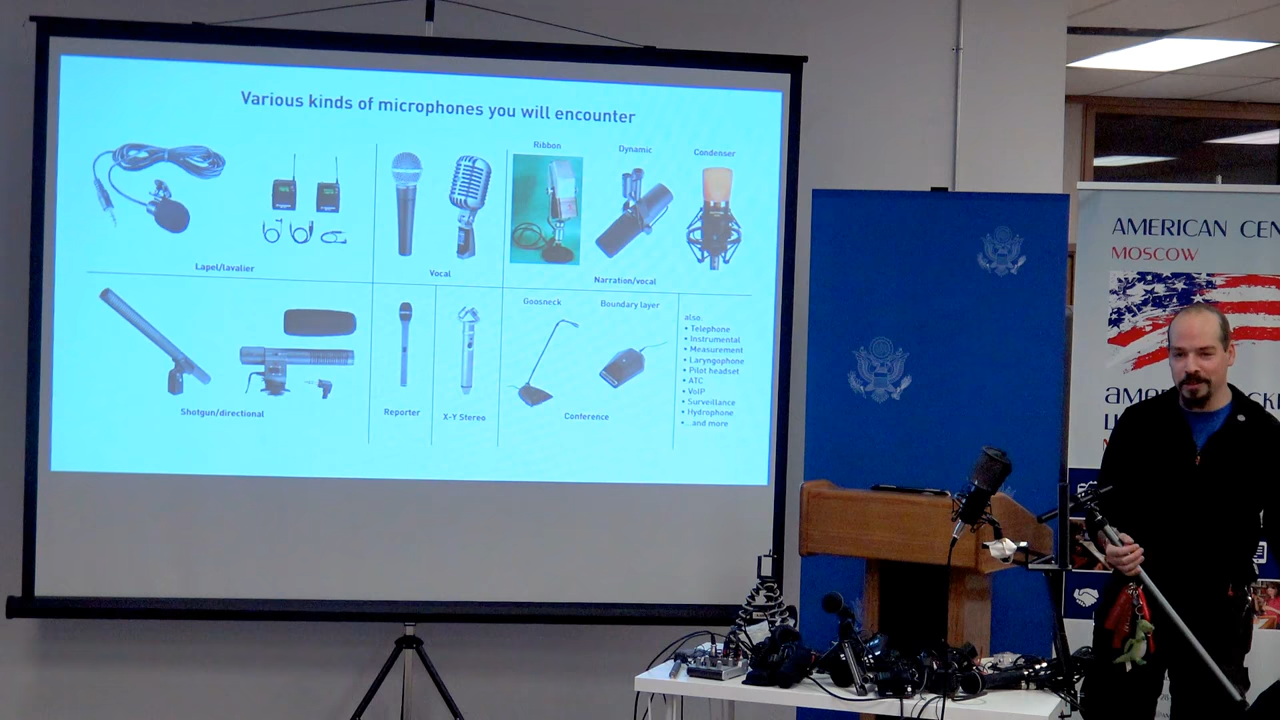 Various kinds of microphones you will encounter
Ribbon
Dynamic
Condenser
Lapel/lavalier
Vocal
Narration/vocal
Goosneck
Boundary layer
also:
• Telephone
• Instrumental
• Measurement
• Laryngophone
• Pilot headset
• ATC
• VoIP
• Surveillance
• Hydrophone
• ...and more
Shotgun/directional
Reporter
X-Y Stereo
Conference
AMERICAN CEN
MOSCOW